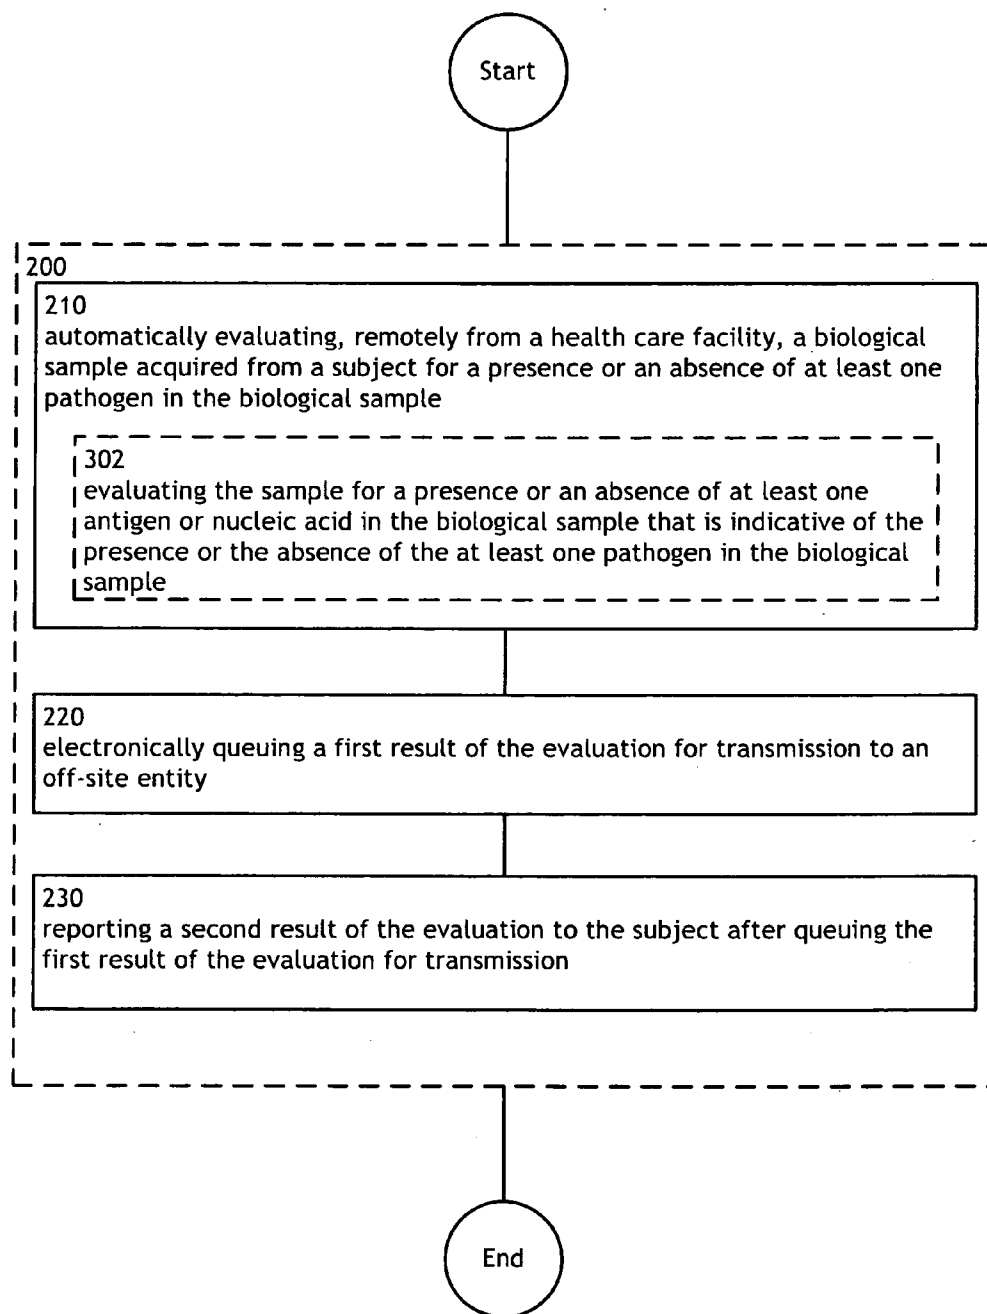 Start
200
210
automatically evaluating, remotely from a health care facility, a biological
sample acquired from a subject for a presence or an absence of at least one
pathogen in the biological sample
302
evaluating the sample for a presence or an absence of at least one
antigen or nucleic acid in the biological sample that is indicative of the
presence or the absence of the at least one pathogen in the biological
sample
220
electronically queuing a first result of the evaluation for transmission to an
off-site entity
230
reporting a second result of the evaluation to the subject after queuing the
first result of the evaluation for transmission
End